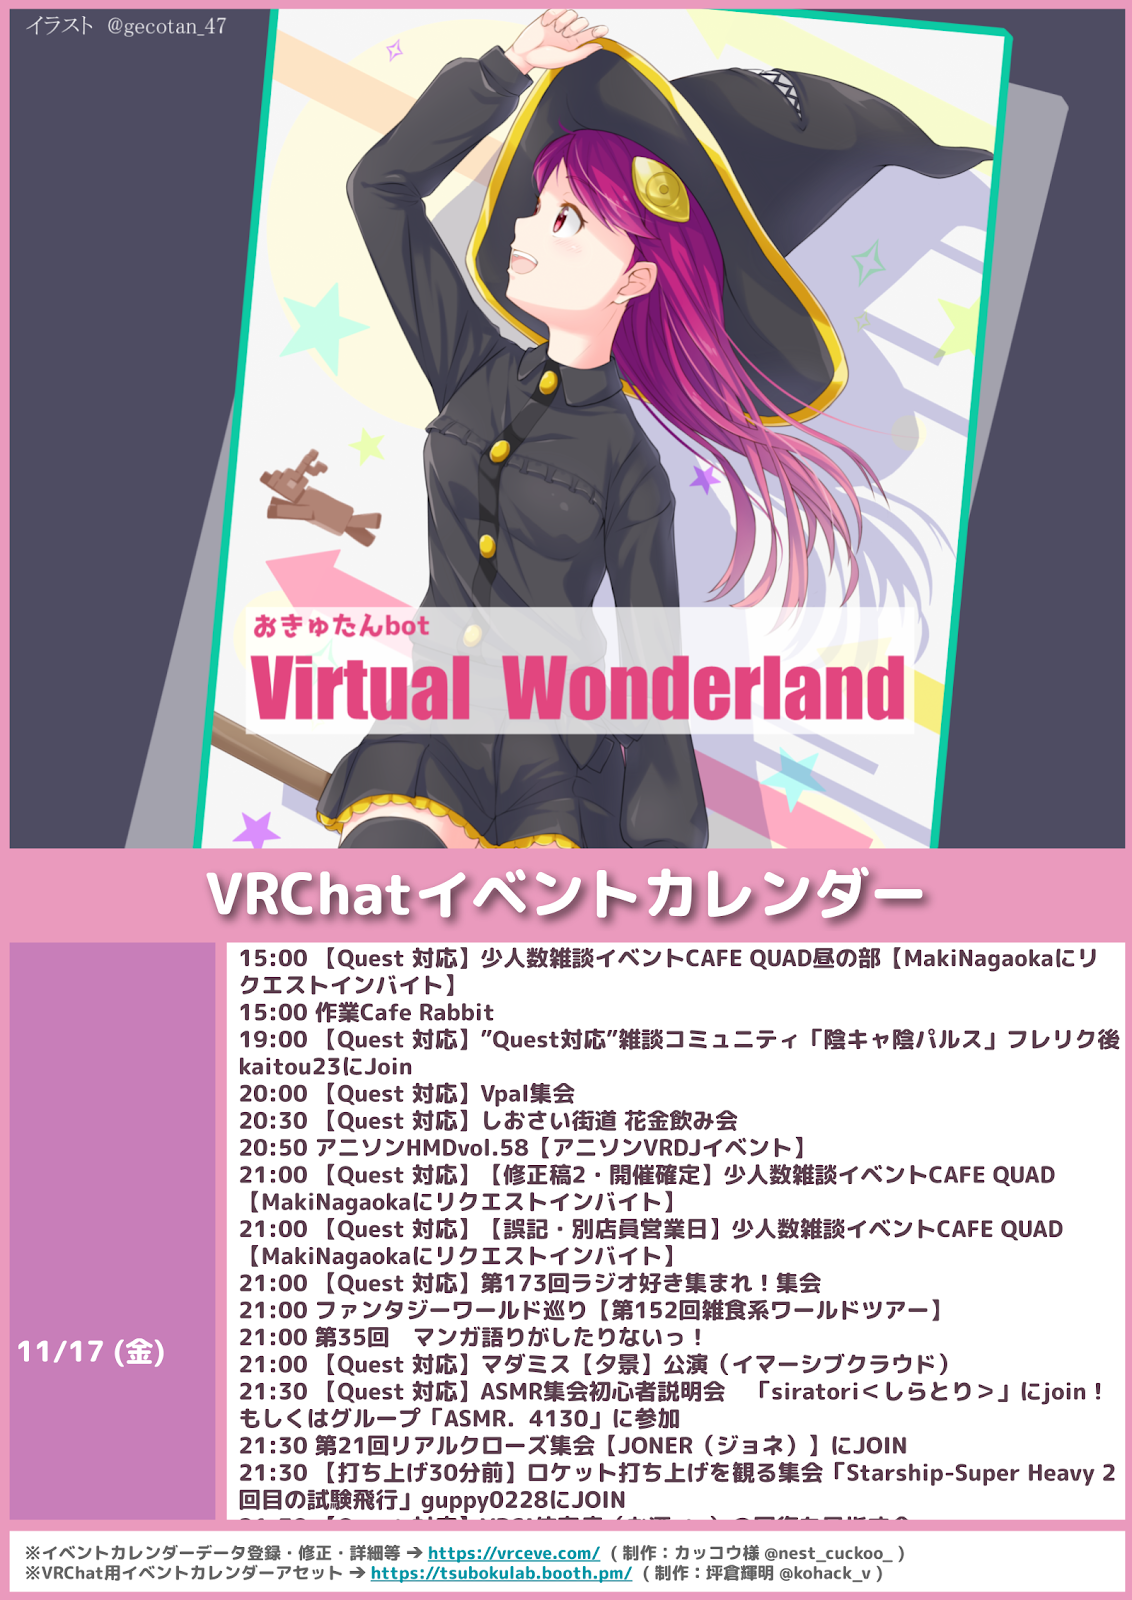 イラスト @gecotan_47
おきゅたんbot
Virtual Wonderland
VRChatイベントカレンダー
11/17 (金)
15:00 【Quest 対応】少人数雑談イベントCAFE QUAD昼の部【MakiNagaokaにリ
クエストインバイト】
15:00 作業Cafe Rabbit
19:00 【Quest 対応】”Quest対応”雑談コミュニティ「陰キャ陰パルス」フレリク後
kaitou23にJoin
20:00 【Quest 対応】Vpal集会
20:30 【Quest 対応】しおさい街道 花金飲み会
20:50 アニソンHMDvol.58【アニソンVRDJイベント】
21:00 【Quest 対応】【修正稿2・開催確定】少人数雑談イベントCAFE QUAD
【MakiNagaokaにリクエストインバイト】
21:00 【Quest 対応】【誤記・別店員営業日】少人数雑談イベントCAFE QUAD
【MakiNagaokaにリクエストインバイト】
21:00 【Quest 対応】第173回ラジオ好き集まれ！集会
21:00 ファンタジーワールド巡り【第152回雑食系ワールドツアー】
21:00 第35回　マンガ語りがしたりないっ！
21:00 【Quest 対応】マダミス【夕景】公演（イマーシブクラウド）
21:30 【Quest 対応】ASMR集会初心者説明会　「siratori＜しらとり＞」にjoin！
もしくはグループ「ASMR．4130」に参加
21:30 第21回リアルクローズ集会【JONER（ジョネ）】にJOIN
21:30 【打ち上げ30分前】ロケット打ち上げを観る集会「Starship-Super Heavy 2
回目の試験飛行」guppy0228にJOIN
※イベントカレンダーデータ登録・修正・詳細等 ➔ https://vrceve.com/ （制作：カッコウ様 @nest_cuckoo_ ）
※VRChat用イベントカレンダーアセット ➔ https://tsubokulab.booth.pm/ （制作：坪倉輝明 @kohack_v ）